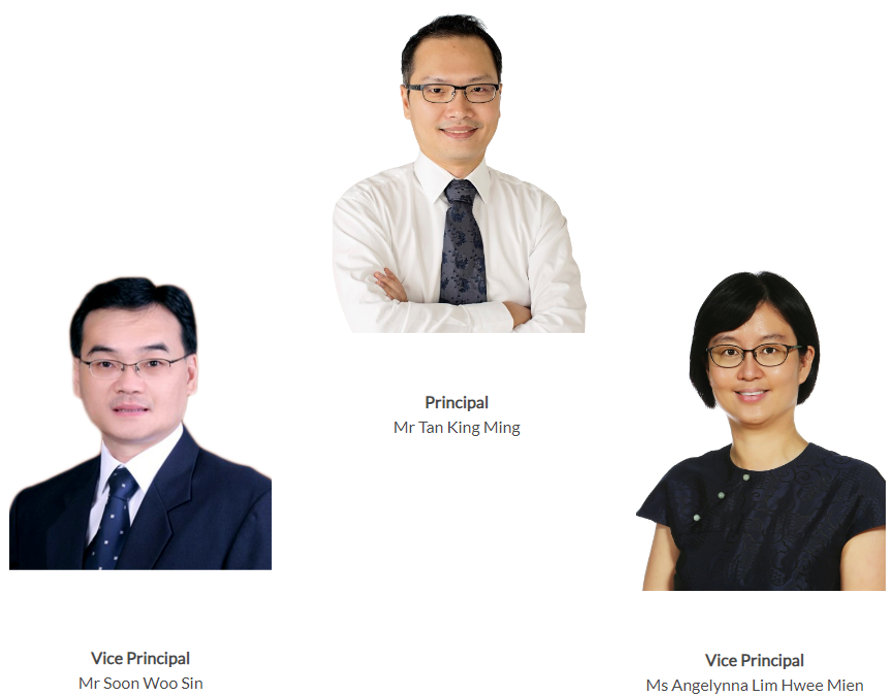 Principal
Mr Tan King Ming
Vice Principal
Mr Soon Woo Sin
Vice Principal
Ms Angelynna Lim Hwee Mien